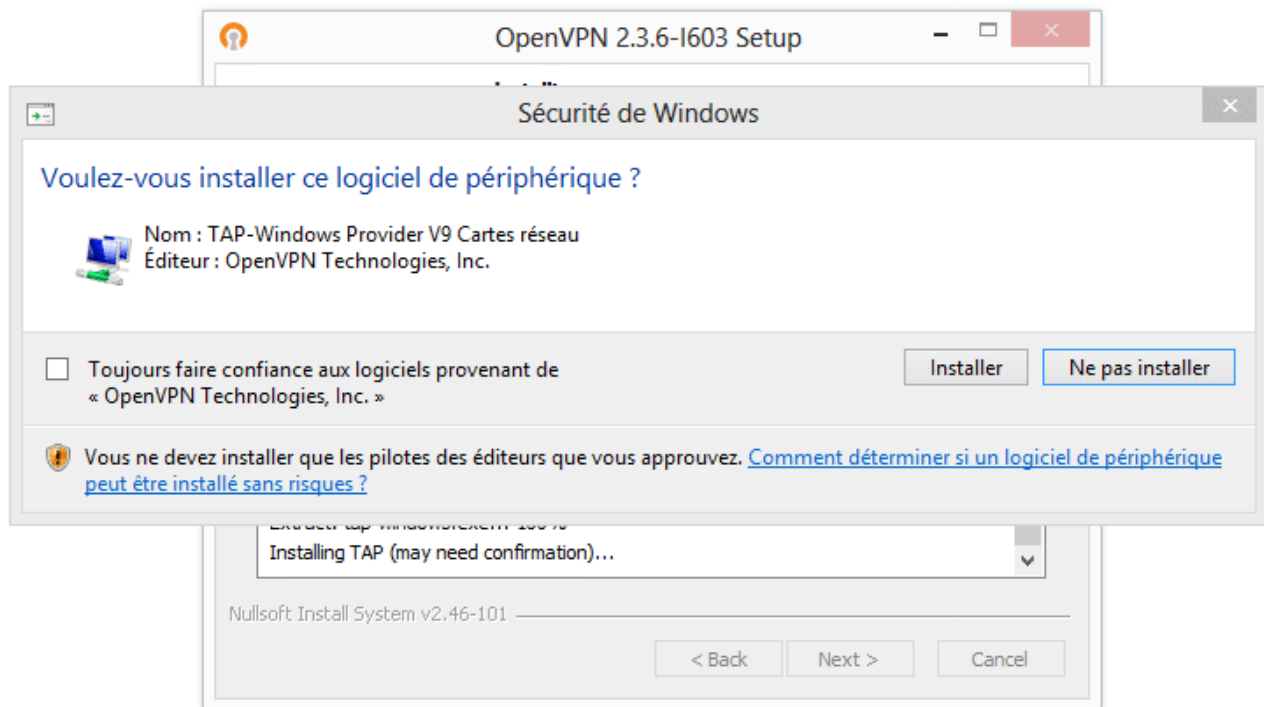 OpenVPN 2.3.6-I603 Setup
Sécurité de Windows
Voulez-vous installer ce logiciel de périphérique ?
Nom : TAP-Windows Provider V9 Cartes réseau
Éditeur : OpenVPN Technologies, Inc.
Toujours faire confiance aux logiciels provenant de
« OpenVPN Technologies, Inc. »
Installer
Ne pas installer
Vous ne devez installer que les pilotes des éditeurs que vous approuvez. Comment déterminer si un logiciel de périphérique
peut être installé sans risques ?
Installing TAP (may need confirmation)...
Nullsoft Install System v2.46-101
< Back
Next >
Cancel